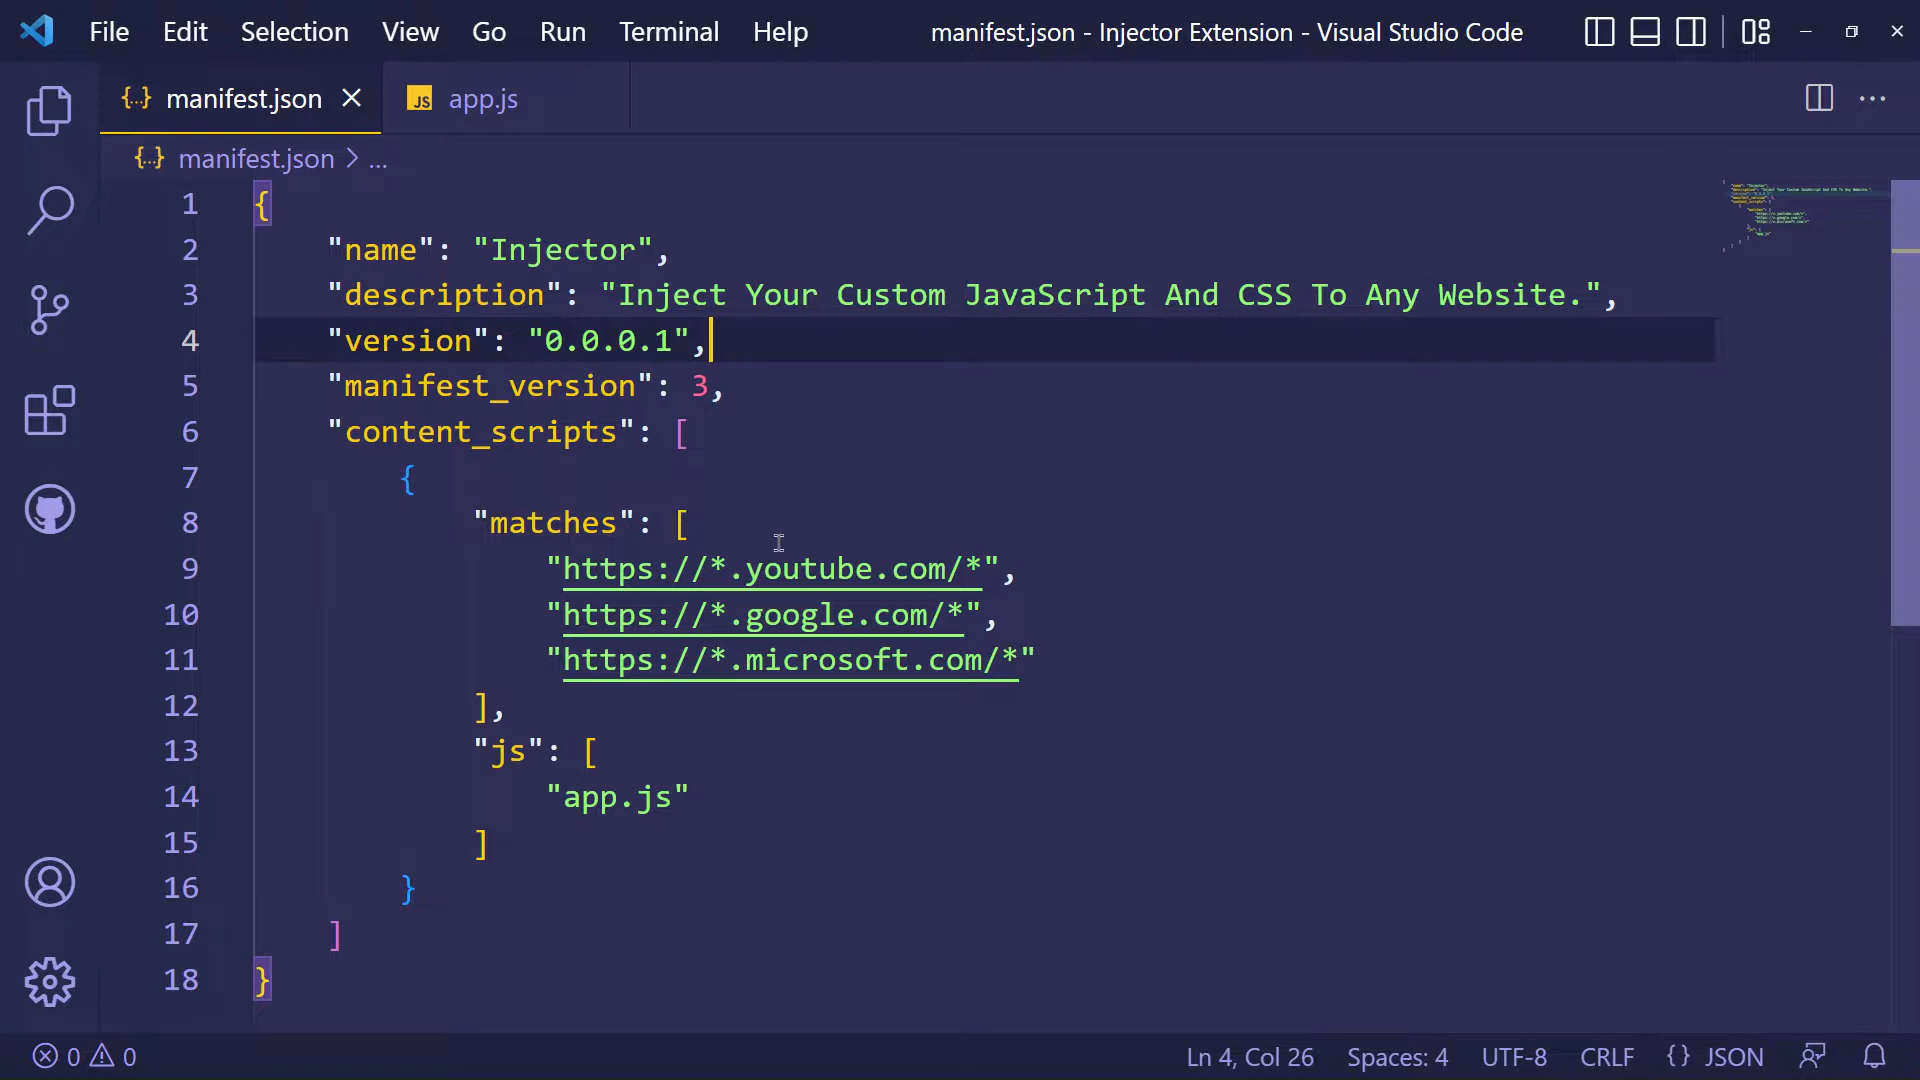 File Edit Selection View Go Run Terminal Help manifest.json - Injector Extension - Visual Studio Code
{..} manifest.json JS app.js
{..} manifest.json > ...
1 {
2 "name": "Injector",
3 "description": "Inject Your Custom JavaScript And CSS To Any Website.",
4 "version": "0.0.0.1",
5 "manifest_version": 3,
6 "content_scripts": [
7 {
8 "matches": [
9 "https://*.youtube.com/*",
10 "https://*.google.com/*",
11 "https://*.microsoft.com/*"
12 ],
13 "js": [
14 "app.js"
15 ]
16 }
17 ]
18 }
0 0 Ln 4, Col 26 Spaces: 4 UTF-8 CRLF {} JSON